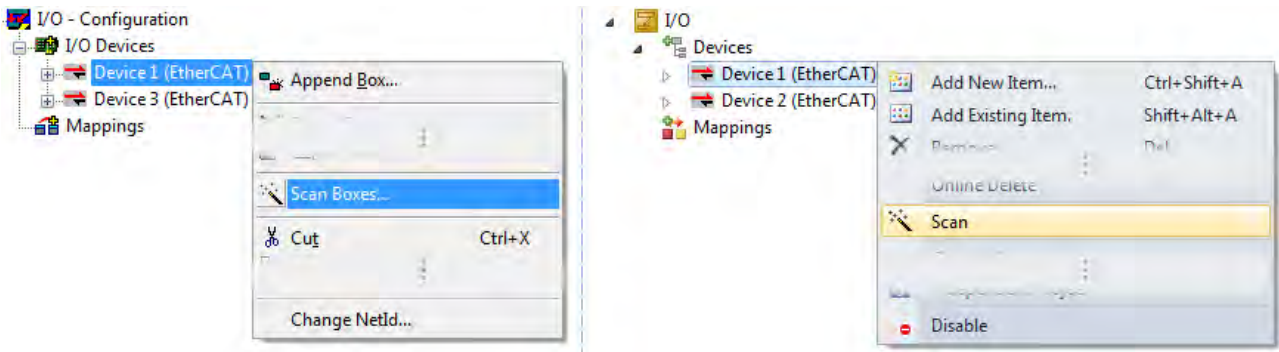 I/O - Configuration
I/O Devices
Device 1 (EtherCAT)
Device 3 (EtherCAT)
Mappings
Append Box...
Scan Boxes...
Cut Ctrl+X
Change NetId...
I/O
Devices
Device 1 (EtherCAT)
Device 2 (EtherCAT)
Mappings
Add New Item... Ctrl+Shift+A
Add Existing Item. Shift+Alt+A
Remove Del
Online Delete
Scan
Disable